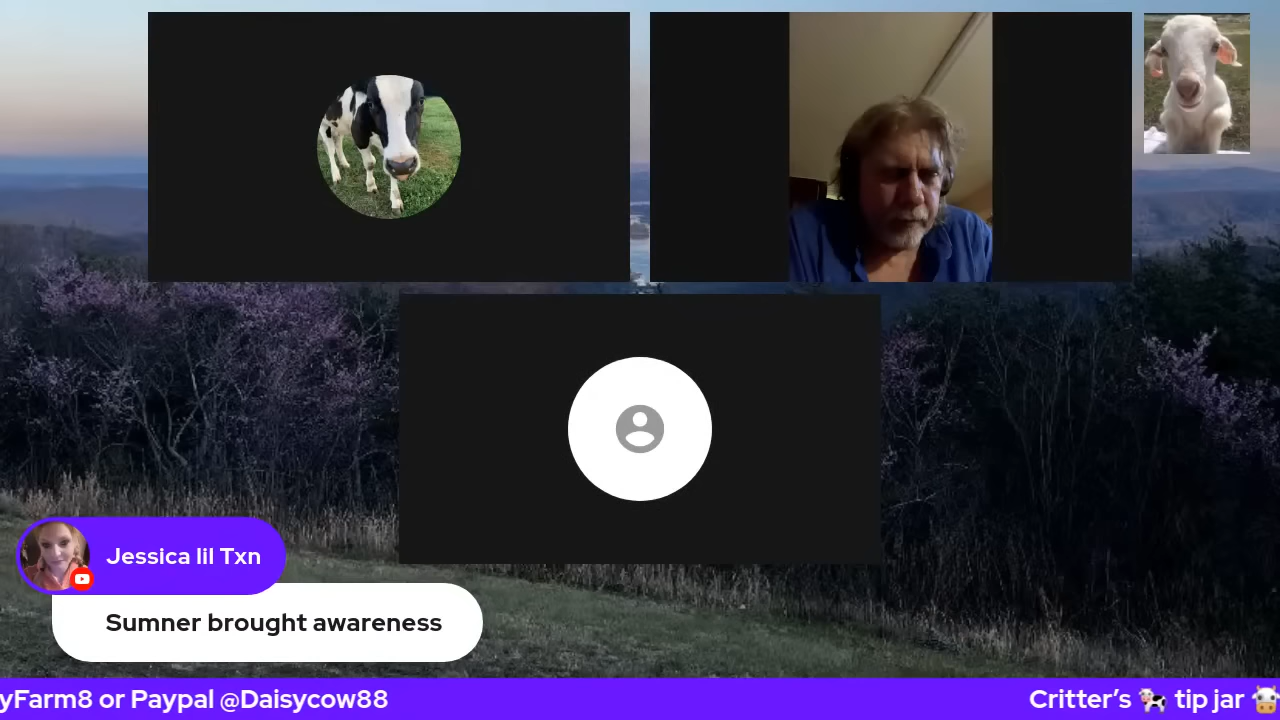 Jessica lil Txn
Sumner brought awareness
yFarm8 or Paypal @Daisycow88
Critter’s 🐄 tip jar 🐮